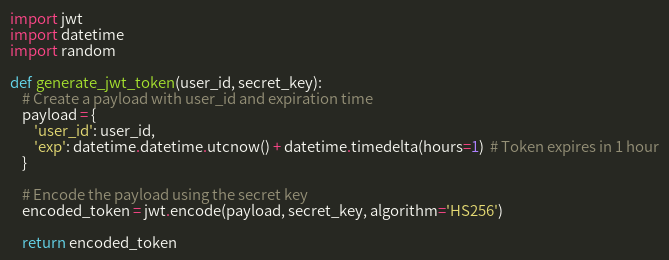 import jwt
import datetime
import random

def generate_jwt_token(user_id, secret_key):
    # Create a payload with user_id and expiration time
    payload = {
        'user_id': user_id,
        'exp': datetime.datetime.utcnow() + datetime.timedelta(hours=1)  # Token expires in 1 hour
    }

    # Encode the payload using the secret key
    encoded_token = jwt.encode(payload, secret_key, algorithm='HS256')

    return encoded_token